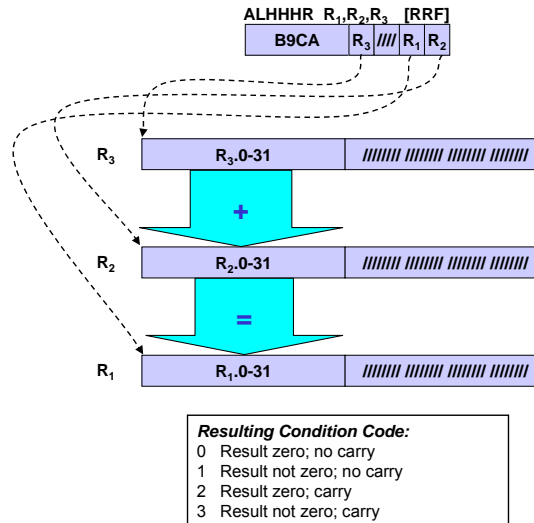 ALHHHR R1,R2,R3 [RRF]
B9CA R3 //// R1 R2
R3 R3.0-31 //////// //////// //////// ////////
+
R2 R2.0-31 //////// //////// //////// ////////
=
R1 R1.0-31 //////// //////// //////// ////////
Resulting Condition Code:
0 Result zero; no carry
1 Result not zero; no carry
2 Result zero; carry
3 Result not zero; carry